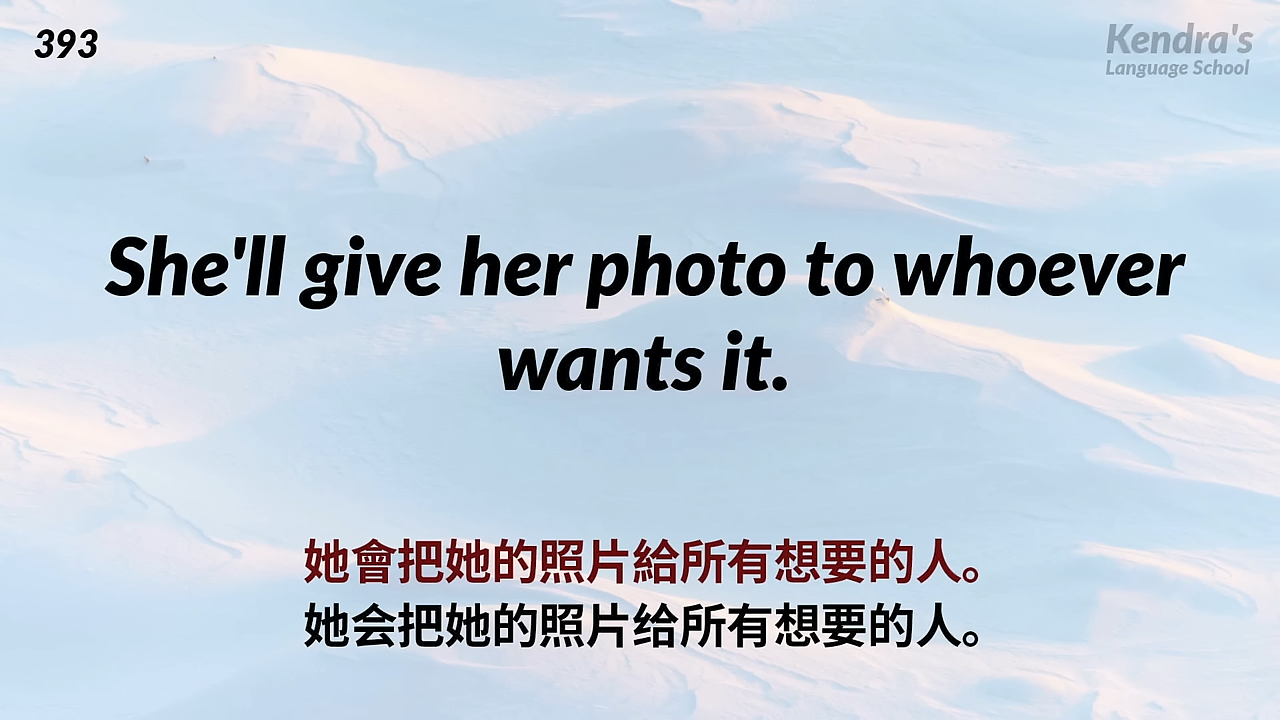 393
Kendra's
Language School
She'll give her photo to whoever
wants it.
她會把她的照片給所有想要的人。
她会把她的照片给所有想要的人。